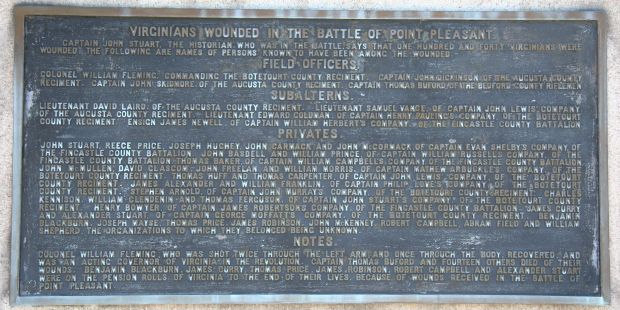 VIRGINIANS WOUNDED IN THE BATTLE OF POINT PLEASANT
CAPTAIN JOHN STUART, THE HISTORIAN, WHO WAS IN THE BATTLE, SAYS THAT ONE HUNDRED AND FORTY VIRGINIANS WERE
WOUNDED. THE FOLLOWING ARE NAMES OF PERSONS KNOWN TO HAVE BEEN AMONG THE WOUNDED.
FIELD OFFICERS
COLONEL WILLIAM FLEMING, COMMANDING THE BOTETOURT COUNTY REGIMENT. CAPTAIN JOHN DICKINSON OF THE AUGUSTA COUNTY
REGIMENT. CAPTAIN JOHN SKIDMORE, OF THE AUGUSTA COUNTY REGIMENT. CAPTAIN THOMAS BUFORD OF THE BEDFORD COUNTY RIFLEMEN
SUBALTERNS
LIEUTENANT DAVID LAIRD, OF THE AUGUSTA COUNTY REGIMENT. LIEUTENANT SAMUEL VANCE, OF CAPTAIN JOHN LEWIS, COMPANY
OF THE AUGUSTA COUNTY REGIMENT. LIEUTENANT EDWARD GOLDMAN, OF CAPTAIN HENRY PAULING'S COMPANY, OF THE BOTETOURT
COUNTY REGIMENT. ENSIGN JAMES NEWELL, OF CAPTAIN WILLIAM HERBERT'S COMPANY, OF THE FINCASTLE COUNTY BATTALION
PRIVATES
JOHN STUART, REECE PRICE, JOSEPH HUGHEY, JOHN CARMACK AND JOHN McCORMACK OF CAPTAIN EVAN SHELBY'S COMPANY OF
THE FINCASTLE COUNTY BATTALION. JOHN BASDELL AND WILLIAM PRINCE, OF CAPTAIN WILLIAM RUSSELL'S COMPANY, OF THE
FINCASTLE COUNTY BATTALION, THOMAS BAKER, OF CAPTAIN WILLIAM CAMPBELL'S COMPANY, OF THE FINCASTLE COUNTY BATTALION
JOHN McMULLEN, DAVID GLASCOW, JOHN FREELAN AND WILLIAM MORRIS, OF CAPTAIN MATHEW ARBUCKLE'S COMPANY, OF THE
BOTETOURT COUNTY REGIMENT. THOMAS HUFF AND THOMAS CARPENTER, OF CAPTAIN JOHN LEWIS' COMPANY, OF THE BOTETOURT
COUNTY REGIMENT. JAMES ALEXANDER AND WILLIAM FRANKLIN, OF CAPTAIN PHILIP LOVE'S COMPANY, OF THE BOTETOURT
COUNTY REGIMENT. STEPHEN ARNOLD, OF CAPTAIN JOHN MURRAY'S COMPANY, OF THE BOTETOURT COUNTY REGIMENT. CHARLES
KENNISON, WILLIAM CLENDENIN AND THOMAS FERGUSON, OF CAPTAIN JOHN STUART'S COMPANY, OF THE BOTETOURT COUNTY
REGIMENT. HENRY BOWYER, OF CAPTAIN JAMES ROBERTSON'S COMPANY, OF THE FINCASTLE COUNTY BATTALION. JAMES CURRY
AND ALEXANDER STUART, OF CAPTAIN GEORGE MOFFATT'S COMPANY, OF THE BOTETOURT COUNTY REGIMENT. BENJAMIN
BLACKBURN, JOSEPH MAYSE, THOMAS PRICE, JAMES ROBINSON, JOHN McKENNEY, ROBERT CAMPBELL, ABRAM FIELD AND WILLIAM
SHEPHERD, THE ORGANIZATIONS TO WHICH THEY BELONGED BEING UNKNOWN.
NOTES
COLONEL WILLIAM FLEMING, WHO WAS SHOT TWICE THROUGH THE LEFT ARM, AND ONCE THROUGH THE BODY, RECOVERED, AND
WAS AN ACTING GOVERNOR OF VIRGINIA IN THE REVOLUTION. CAPTAIN THOMAS BUFORD AND FOURTEEN OTHERS DIED OF THEIR
WOUNDS. BENJAMIN BLACKBURN, JAMES CURRY, THOMAS PRICE, JAMES ROBINSON, ROBERT CAMPBELL AND ALEXANDER STUART
WERE ON THE PENSION ROLLS OF VIRGINIA TO THE END OF THEIR LIVES, BECAUSE OF WOUNDS RECEIVED IN THE BATTLE OF
POINT PLEASANT.